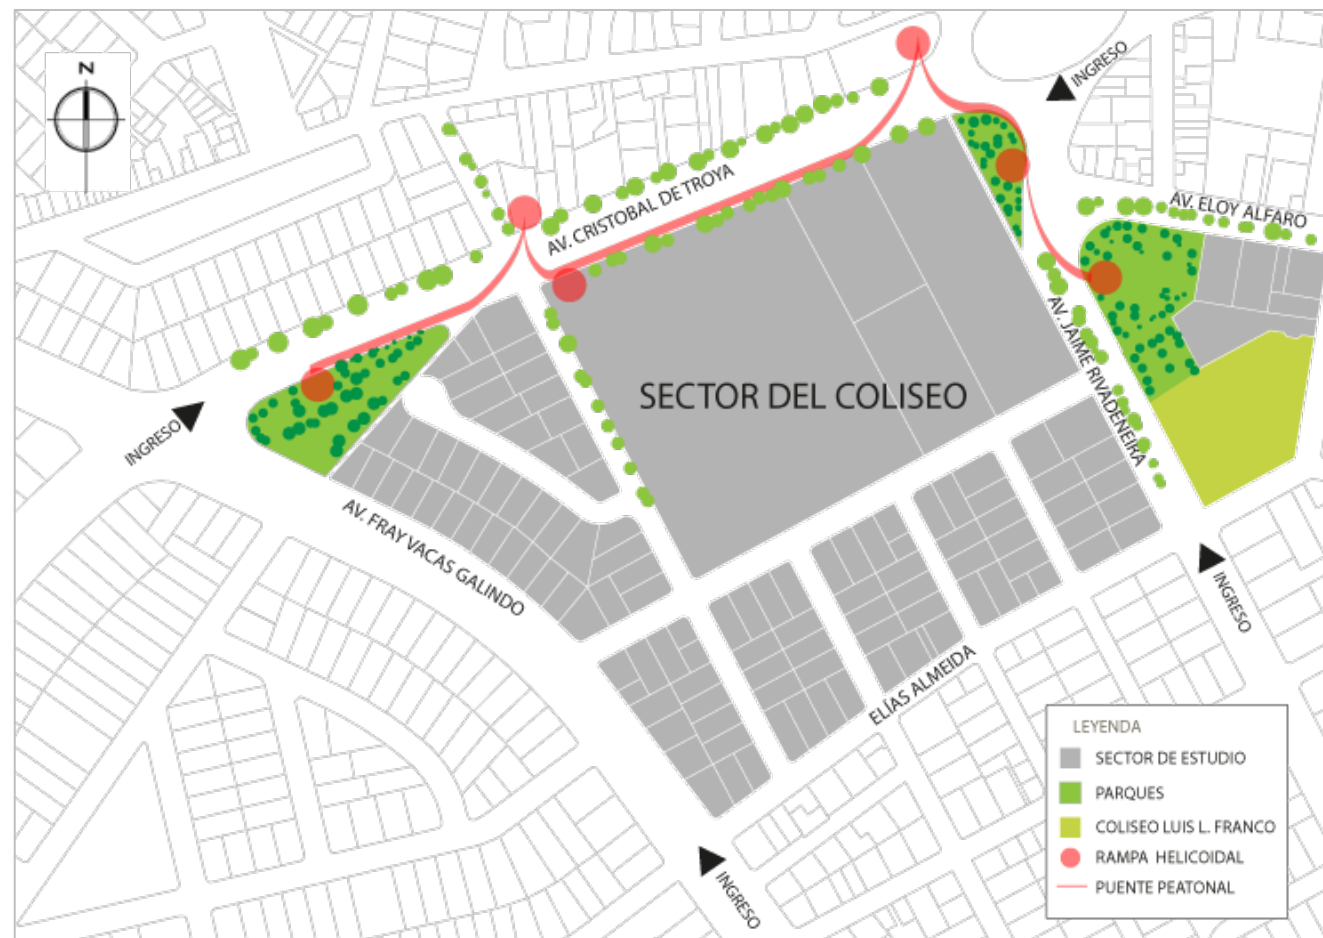 N
INGRESO
AV. ELOY ALFARO
AV. CRISTOBAL DE TROYA
AV. JAIME RIVADENEIRA
SECTOR DEL COLISEO
INGRESO
AV. FRAY VACAS GALINDO
INGRESO
ELÍAS ALMEIDA
INGRESO
LEYENDA
SECTOR DE ESTUDIO
PARQUES
COLISEO LUIS L. FRANCO
RAMPA HELICOIDAL
PUENTE PEATONAL